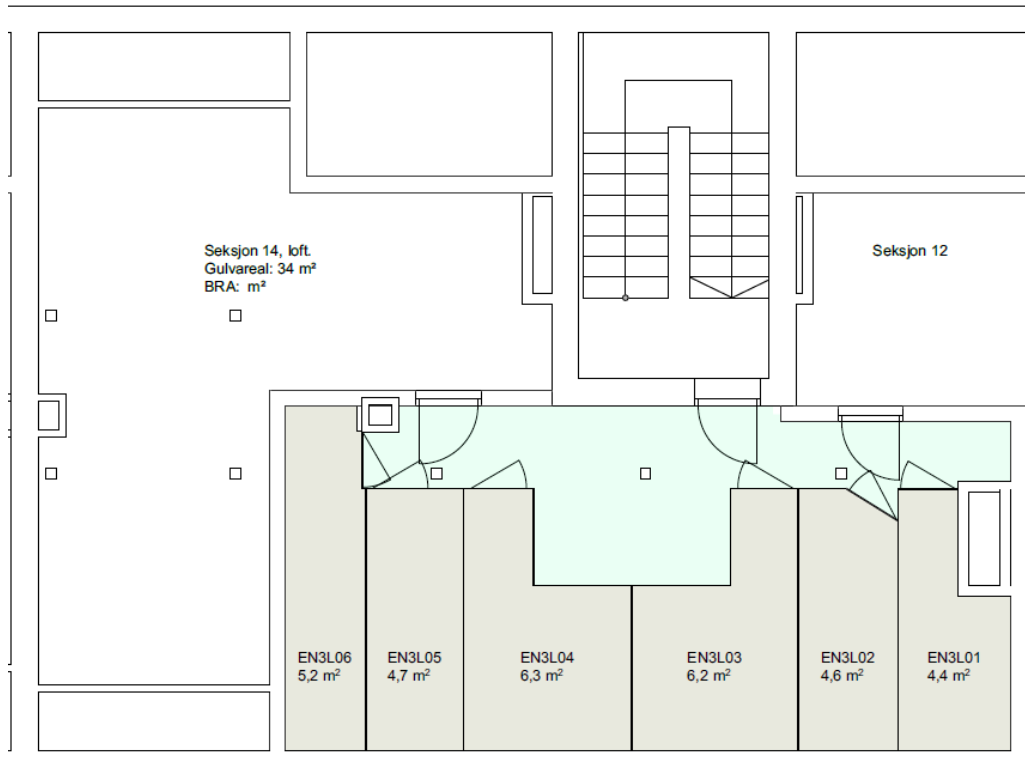 Seksjon 14, loft.
Gulvareal: 34 m²
BRA: m²
Seksjon 12
EN3L06
5,2 m²
EN3L05
4,7 m²
EN3L04
6,3 m²
EN3L03
6,2 m²
EN3L02
4,6 m²
EN3L01
4,4 m²